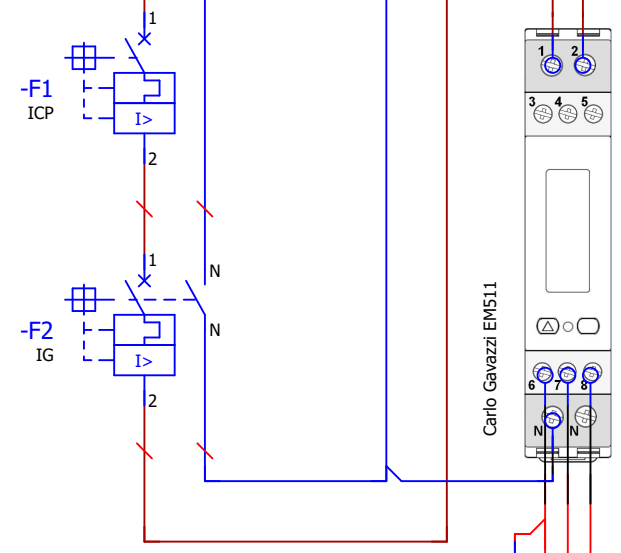 1
-F1
ICP
I>
2
1
N
-F2
IG
N
I>
2
Carlo Gavazzi EM511
1 2
3 4 5
6 7 8
N N